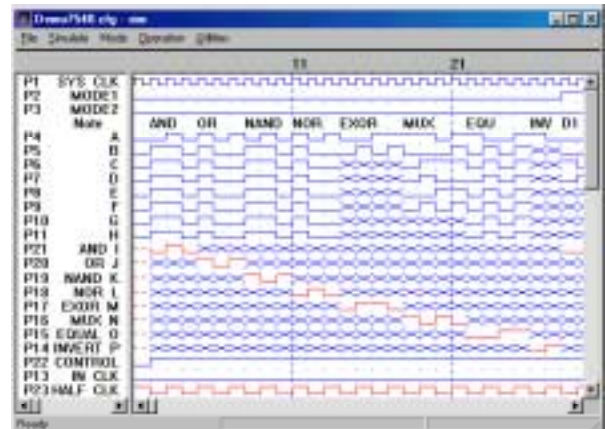 File Simulate Mode Operation Utilities
11 21
P1 SYS CLK
P2 MODE1
P3 MODE2
Note AND OR NAND NOR EXOR MUX EQU INV D1
P4 A
P5 B
P6 C
P7 D
P8 E
P9 F
P10 G
P11 H
P21 AND I
P20 OR J
P19 NAND K
P18 NOR L
P17 EXOR M
P16 MUX N
P15 EQUAL O
P14 INVERT P
P22 CONTROL
P13 IN CLK
P23 HALF CLK
Ready